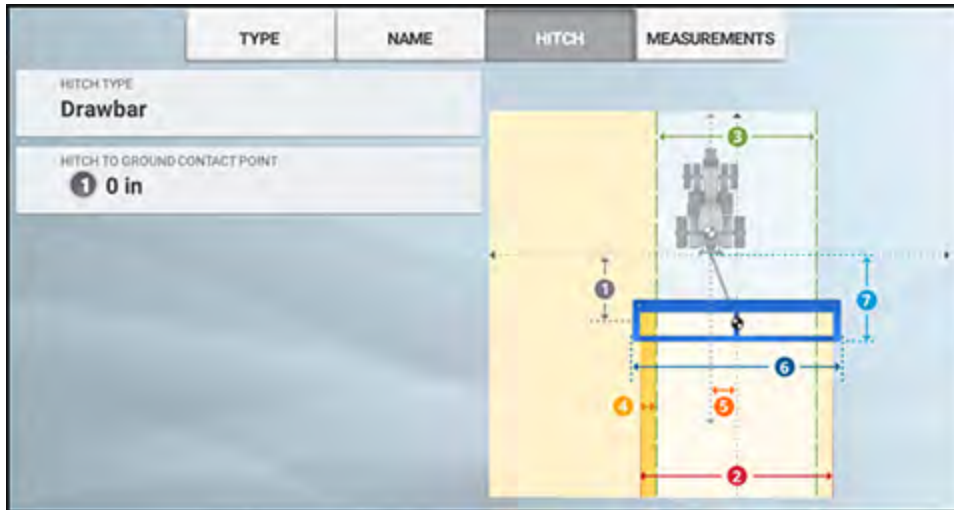 TYPE NAME HITCH MEASUREMENTS
HITCH TYPE
Drawbar
HITCH TO GROUND CONTACT POINT
1 0 in
3
1
7
6
4 5
2